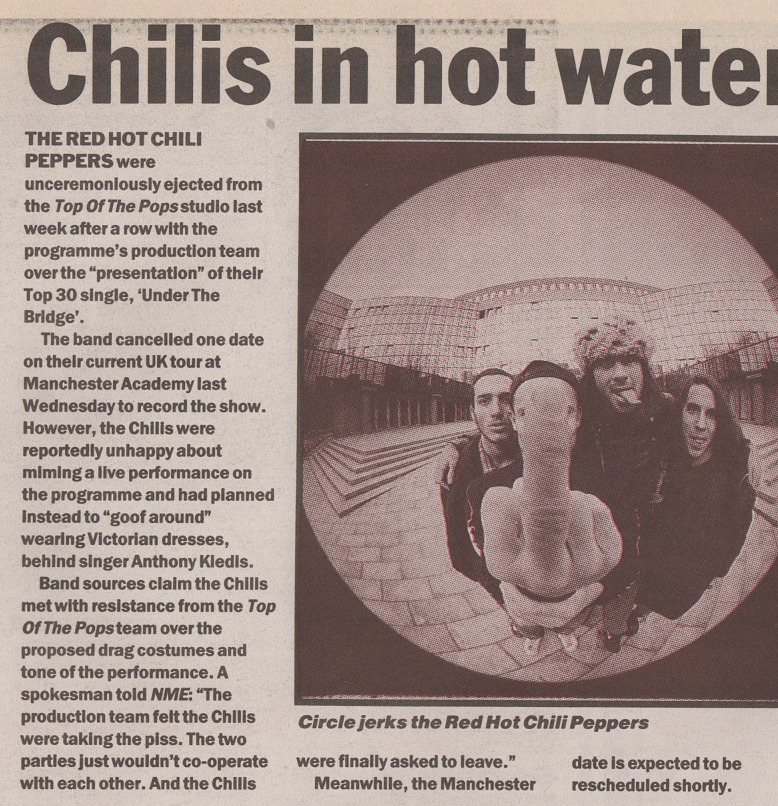 Chilis in hot water
THE RED HOT CHILI
PEPPERS were
unceremoniously ejected from
the Top Of The Pops studio last
week after a row with the
programme's production team
over the “presentation” of their
Top 30 single, ‘Under The
Bridge’.
The band cancelled one date
on their current UK tour at
Manchester Academy last
Wednesday to record the show.
However, the Chilis were
reportedly unhappy about
miming a live performance on
the programme and had planned
instead to “goof around”
wearing Victorian dresses,
behind singer Anthony Kiedis.
Band sources claim the Chilis
met with resistance from the Top
Of The Pops team over the
proposed drag costumes and
tone of the performance. A
spokesman told NME: “The
production team felt the Chilis
were taking the piss. The two
parties just wouldn't co-operate
with each other. And the Chilis
Circle jerks the Red Hot Chili Peppers
were finally asked to leave.”
Meanwhile, the Manchester
date is expected to be
rescheduled shortly.